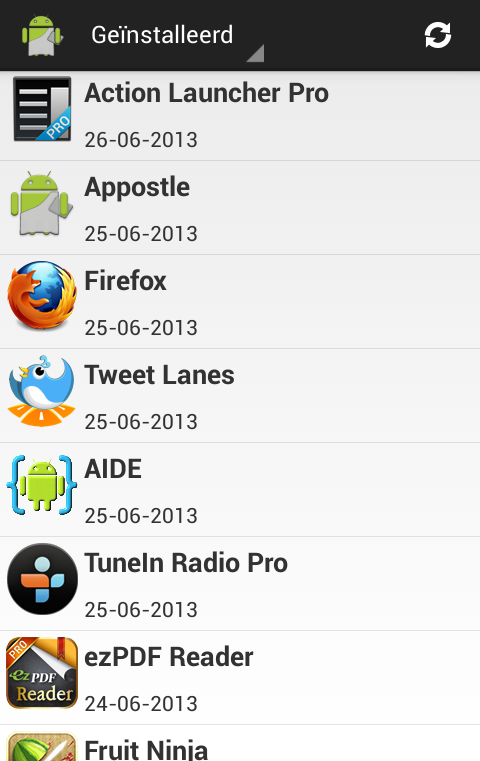 Geïnstalleerd
Action Launcher Pro
PRO
26-06-2013
Appostle
25-06-2013
Firefox
25-06-2013
Tweet Lanes
25-06-2013
AIDE
25-06-2013
TuneIn Radio Pro
25-06-2013
ezPDF Reader
PRO
ez PDF
Reader
24-06-2013
Fruit Ninja